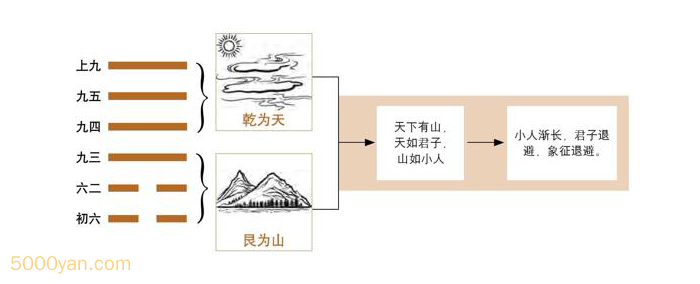 上九
九五
九四
九三
六二
初六
乾为天
艮为山
天下有山，
天如君子，
山如小人
小人渐长，君子退
避，象征退避。
5000yan.com